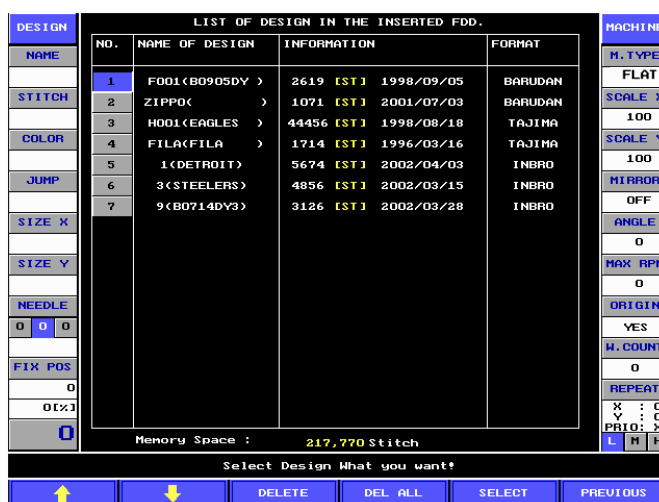 DESIGN
LIST OF DESIGN IN THE INSERTED FDD.
MACHINE
NO. NAME OF DESIGN INFORMATION FORMAT
NAME
M.TYPE
FLAT
1 F001(B0905DY ) 2619 [ST] 1998/09/05 BARUDAN
STITCH
2 ZIPPO( ) 1071 [ST] 2001/07/03 BARUDAN
SCALE
100
3 H001(EAGLES ) 44456 [ST] 1998/08/18 TAJIMA
COLOR
4 FILA(FILA ) 1714 [ST] 1996/03/16 TAJIMA
SCALE
100
5 1(DETROIT) 5674 [ST] 2002/04/03 INBRO
JUMP
6 3(STEELERS) 4856 [ST] 2002/03/15 INBRO
MIRROR
OFF
7 9(B0714DY3) 3126 [ST] 2002/03/28 INBRO
SIZE X
ANGLE
0
SIZE Y
MAX RPM
0
NEEDLE
ORIGIN
0 0 0
YES
W.COUNT
FIX POS
0
0
REPEAT
0[%]
X :
Y :
PRIO:
0
Memory Space : 217,770 Stitch
L M H
Select Design What you want!
DELETE DEL ALL SELECT PREVIOUS